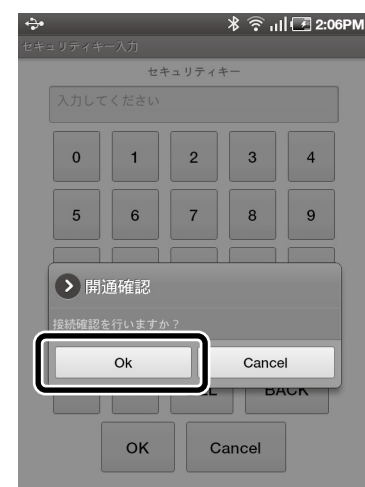 2:06PM
セキュリティキー入力
セキュリティキー
入力してください
0 1 2 3 4
5 6 7 8 9
開通確認
接続確認を行いますか？
Ok Cancel
BACK
OK Cancel